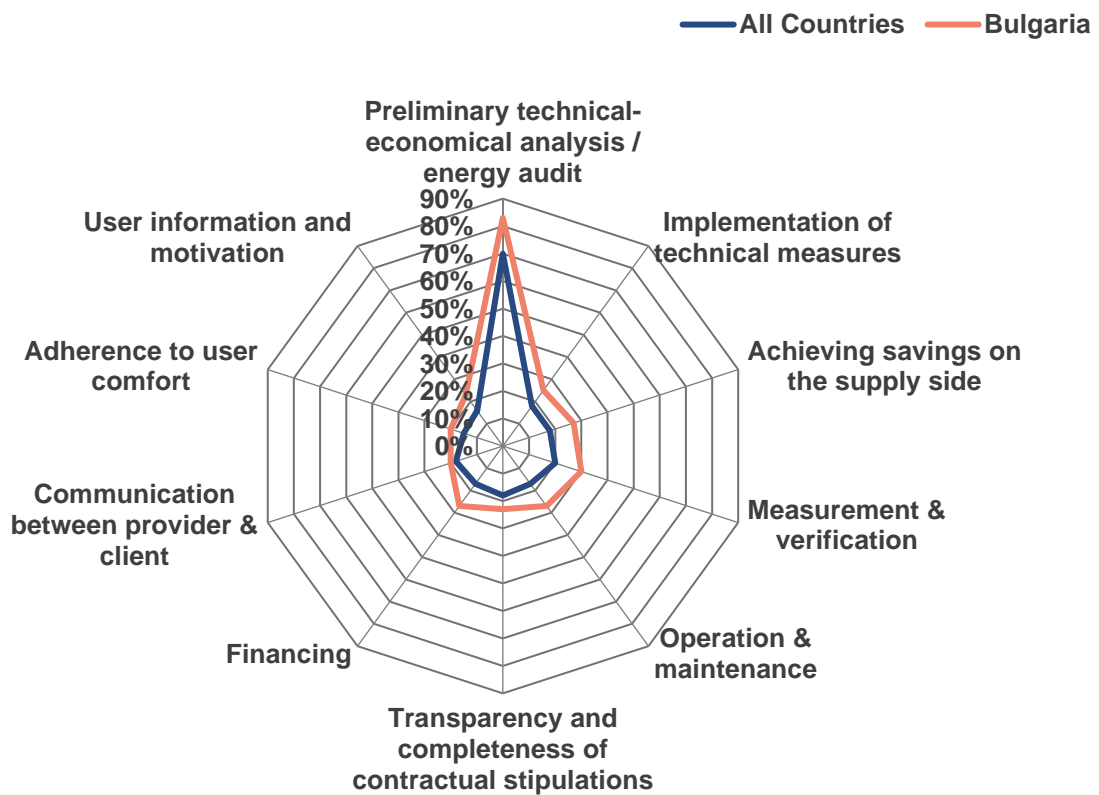 All Countries
Bulgaria
Preliminary technical-
economical analysis /
energy audit
90%
80%
70%
60%
50%
40%
30%
20%
10%
0%
User information and
motivation
Implementation of
technical measures
Adherence to user
comfort
Achieving savings on
the supply side
Communication
between provider &
client
Measurement &
verification
Financing
Operation &
maintenance
Transparency and
completeness of
contractual stipulations